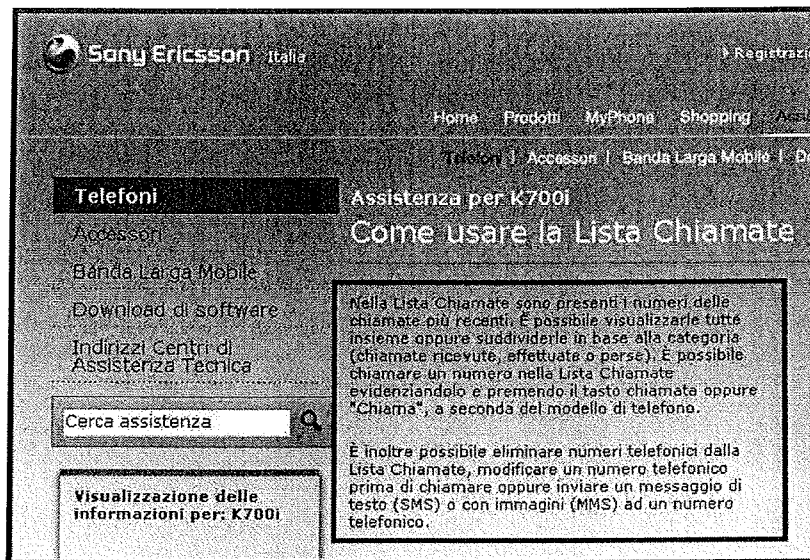 Sony Ericsson Italia
Home Prodotti MyPhone Shopping
Telefoni | Accessori | Banda Larga Mobile |
Telefoni
Accessori
Banda Larga Mobile
Download di software
Indirizzi Centri di
Assistenza Tecnica
Cerca assistenza
Visualizzazione delle
informazioni per: K700i
Assistenza per K700i
Come usare la Lista Chiamate
Nella Lista Chiamate sono presenti i numeri delle
chiamate più recenti. È possibile visualizzarle tutte
insieme oppure suddividerle in base alla categoria
(chiamate ricevute, effettuate o perse). È possibile
chiamare un numero nella Lista Chiamate
evidenziandolo e premendo il tasto chiamata oppure
"Chiama", a seconda del modello di telefono.
È inoltre possibile eliminare numeri telefonici dalla
Lista Chiamate, modificare un numero telefonico
prima di chiamare oppure inviare un messaggio di
testo (SMS) o con immagini (MMS) ad un numero
telefonico.